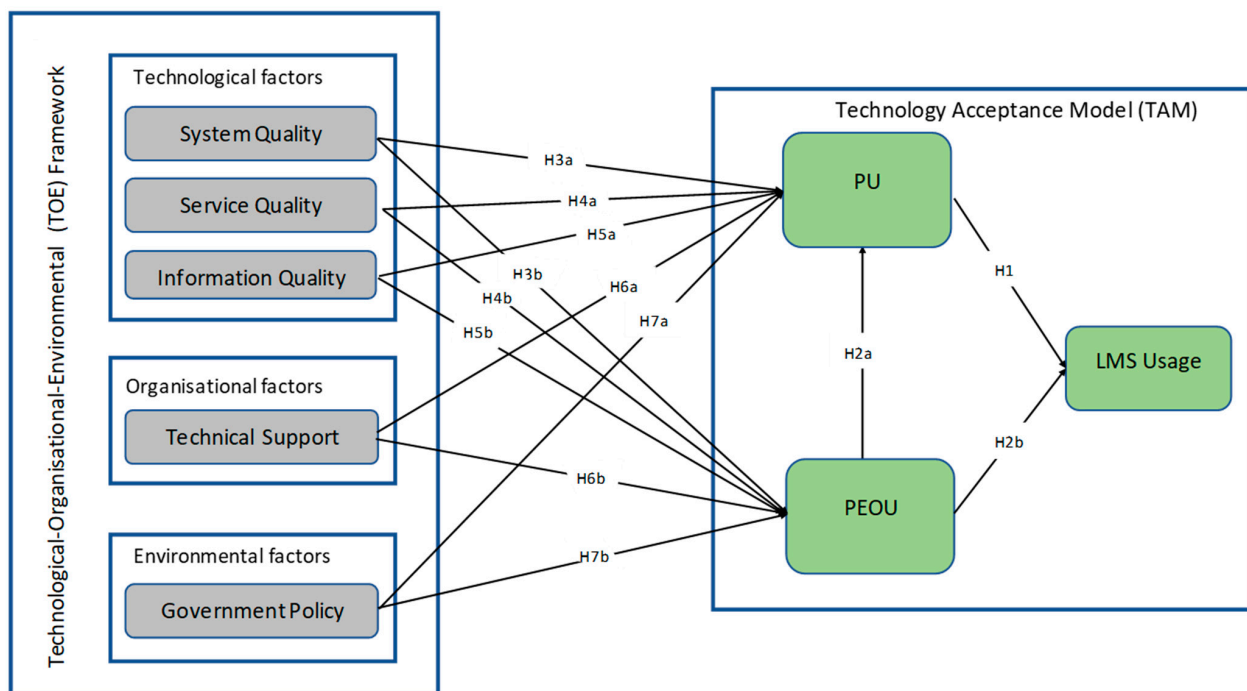 Technological-Organisational-Environmental (TOE) Framework
Technological factors
System Quality
Service Quality
Information Quality
Organisational factors
Technical Support
Environmental factors
Government Policy
H3a
H4a
H5a
H3b
H6a
H4b
H7a
H5b
H6b
H7b
Technology Acceptance Model (TAM)
PU
H1
H2a
LMS Usage
H2b
PEOU